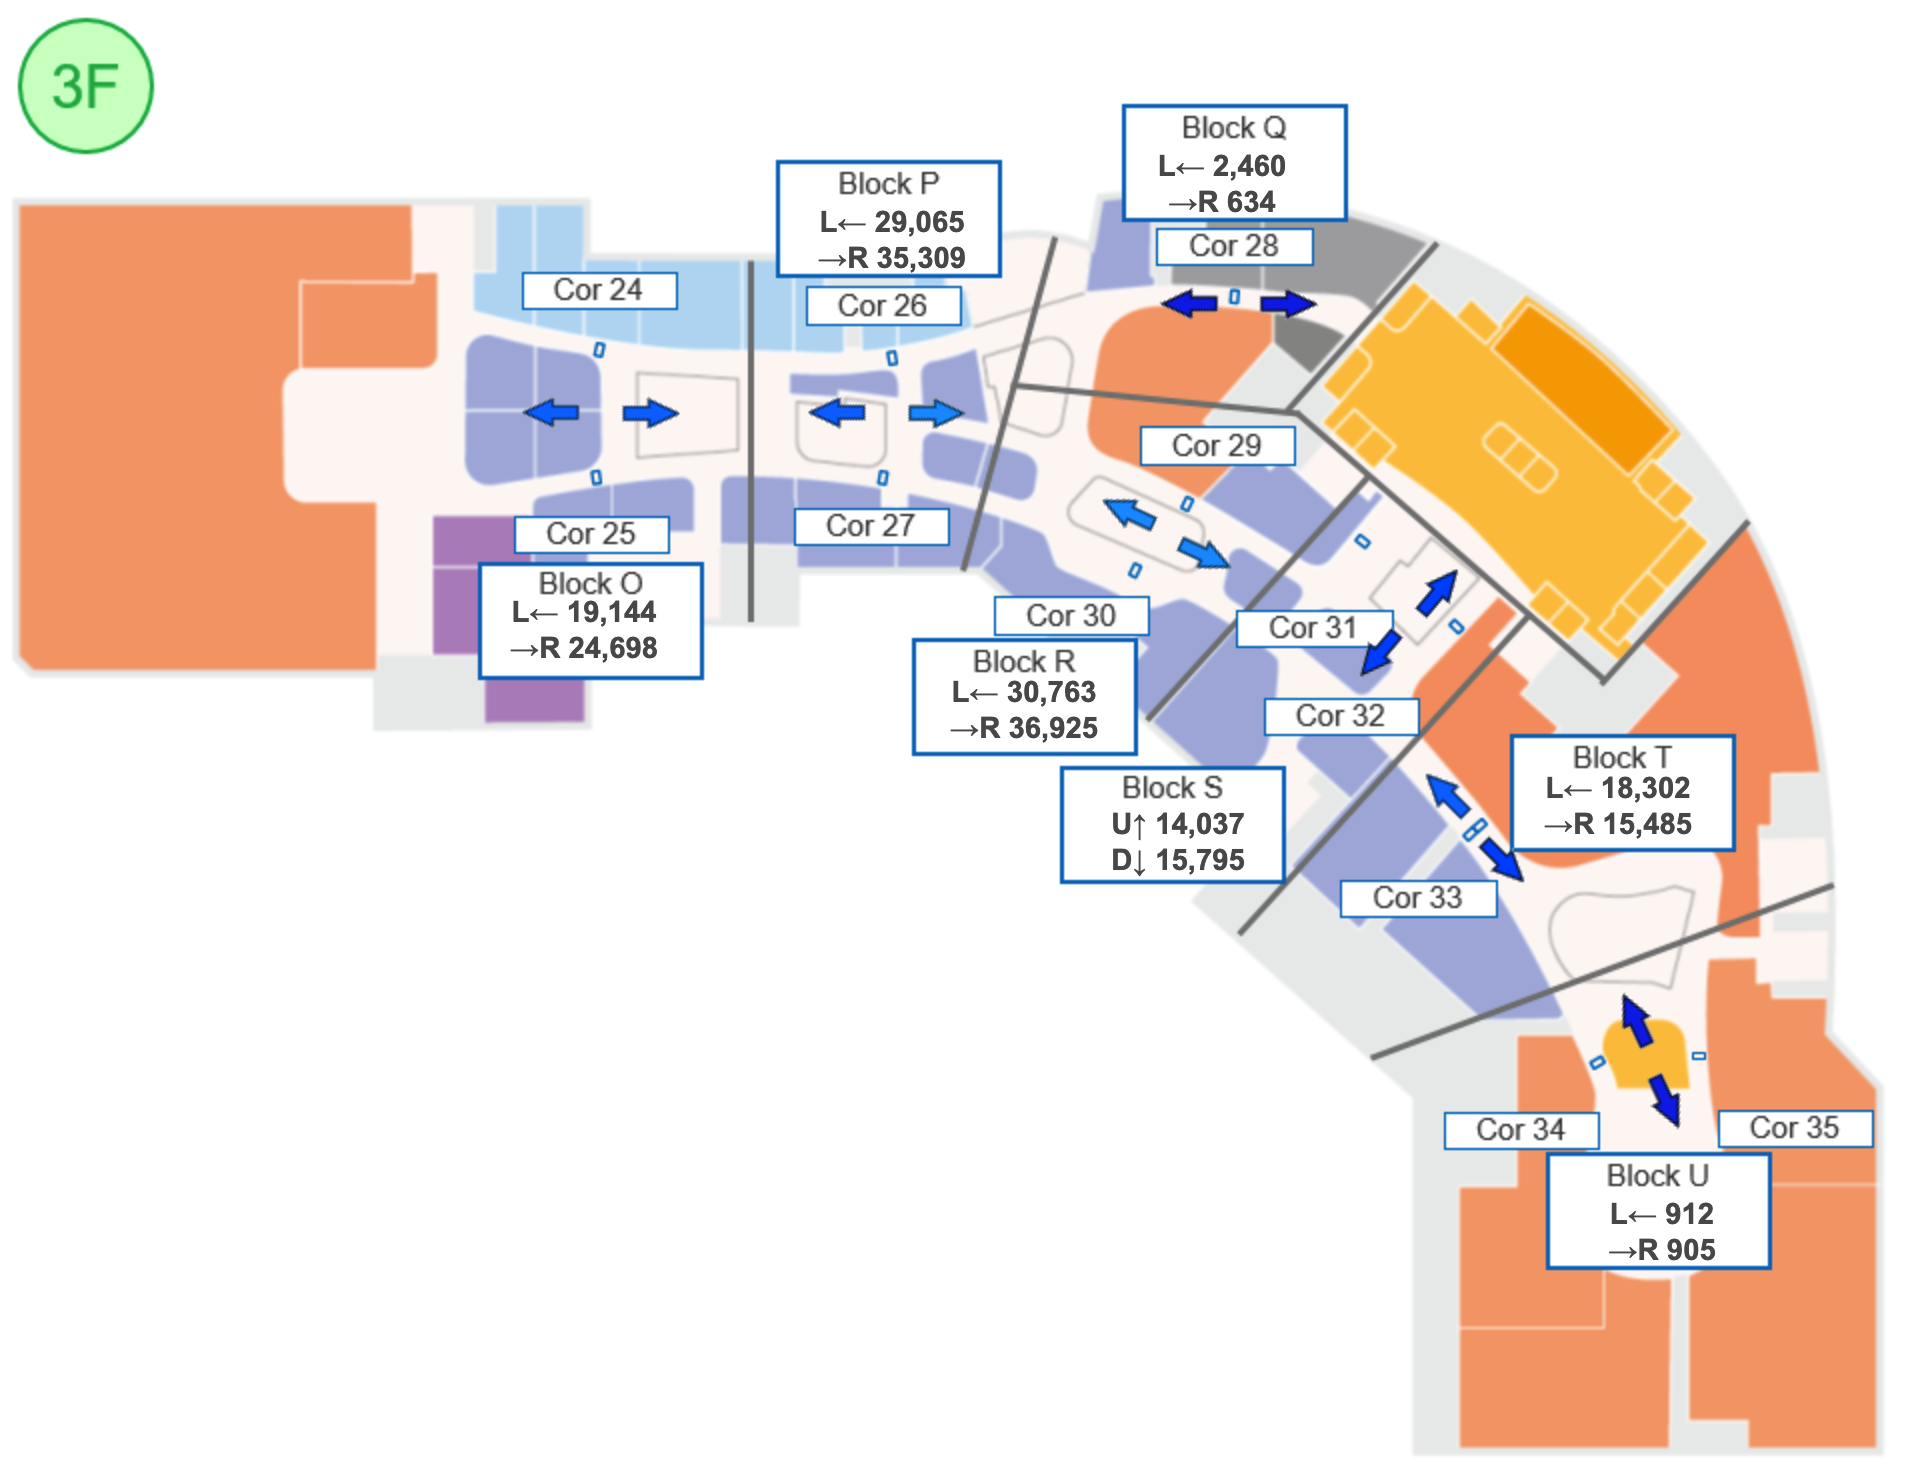 3F
Block Q
L← 2,460
→R 634
Cor 28
Block P
L← 29,065
→R 35,309
Cor 26
Cor 24
Cor 29
Cor 25
Cor 27
Block O
L← 19,144
→R 24,698
Cor 30
Cor 31
Block R
L← 30,763
→R 36,925
Cor 32
Block S
U↑ 14,037
D↓ 15,795
Block T
L← 18,302
→R 15,485
Cor 33
Cor 34
Cor 35
Block U
L← 912
→R 905